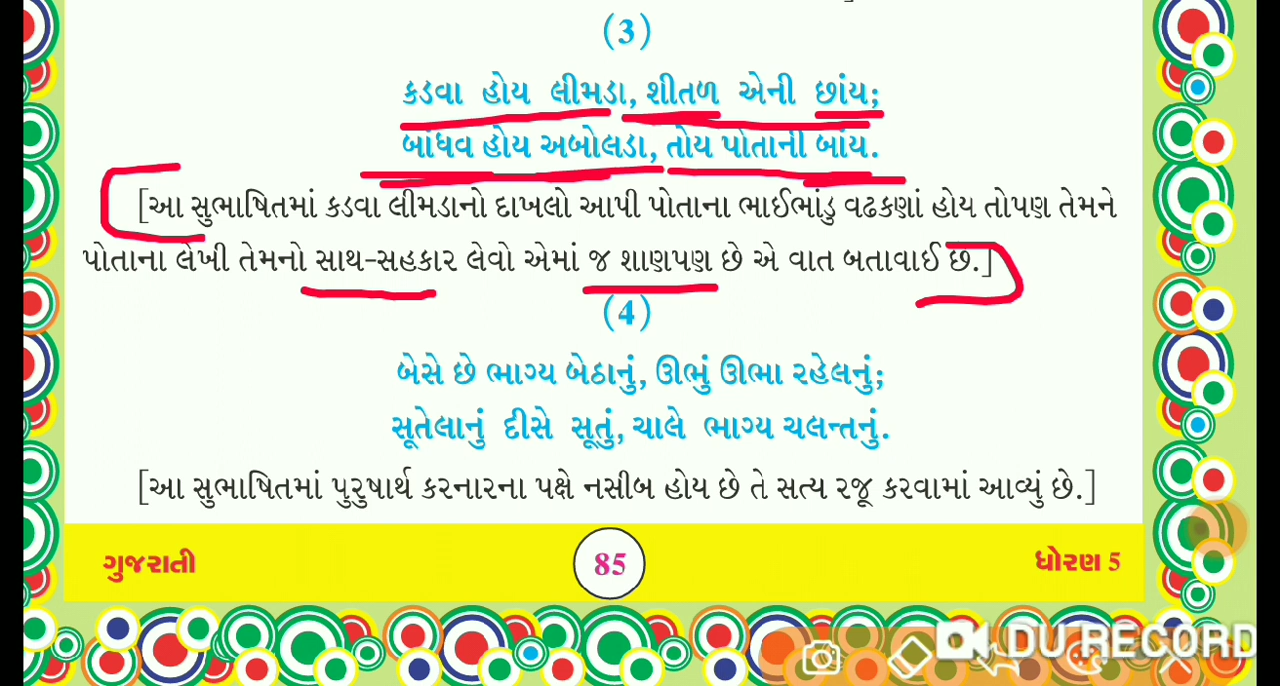 (3)
કડવા હોય લીમડા, શીતળ એની છાંય;
બાંધવ હોય અબોલડા, તોય પોતાની બાંય.
[આ સુભાષિતમાં કડવા લીમડાનો દાખલો આપી પોતાના ભાઈભાંડુ વઢકણાં હોય તોપણ તેમને
પોતાના લેખી તેમનો સાથ-સહકાર લેવો એમાં જ શાણપણ છે એ વાત બતાવાઈ છે.]
(4)
બેસે છે ભાગ્ય બેઠાનું, ઊભું ઊભા રહેલનું;
સૂતેલાનું દીસે સૂતું, ચાલે ભાગ્ય ચલન્તનું.
[આ સુભાષિતમાં પુરુષાર્થ કરનારના પક્ષે નસીબ હોય છે તે સત્ય રજૂ કરવામાં આવ્યું છે.]
ગુજરાતી
85
ધોરણ 5
DU RECORD